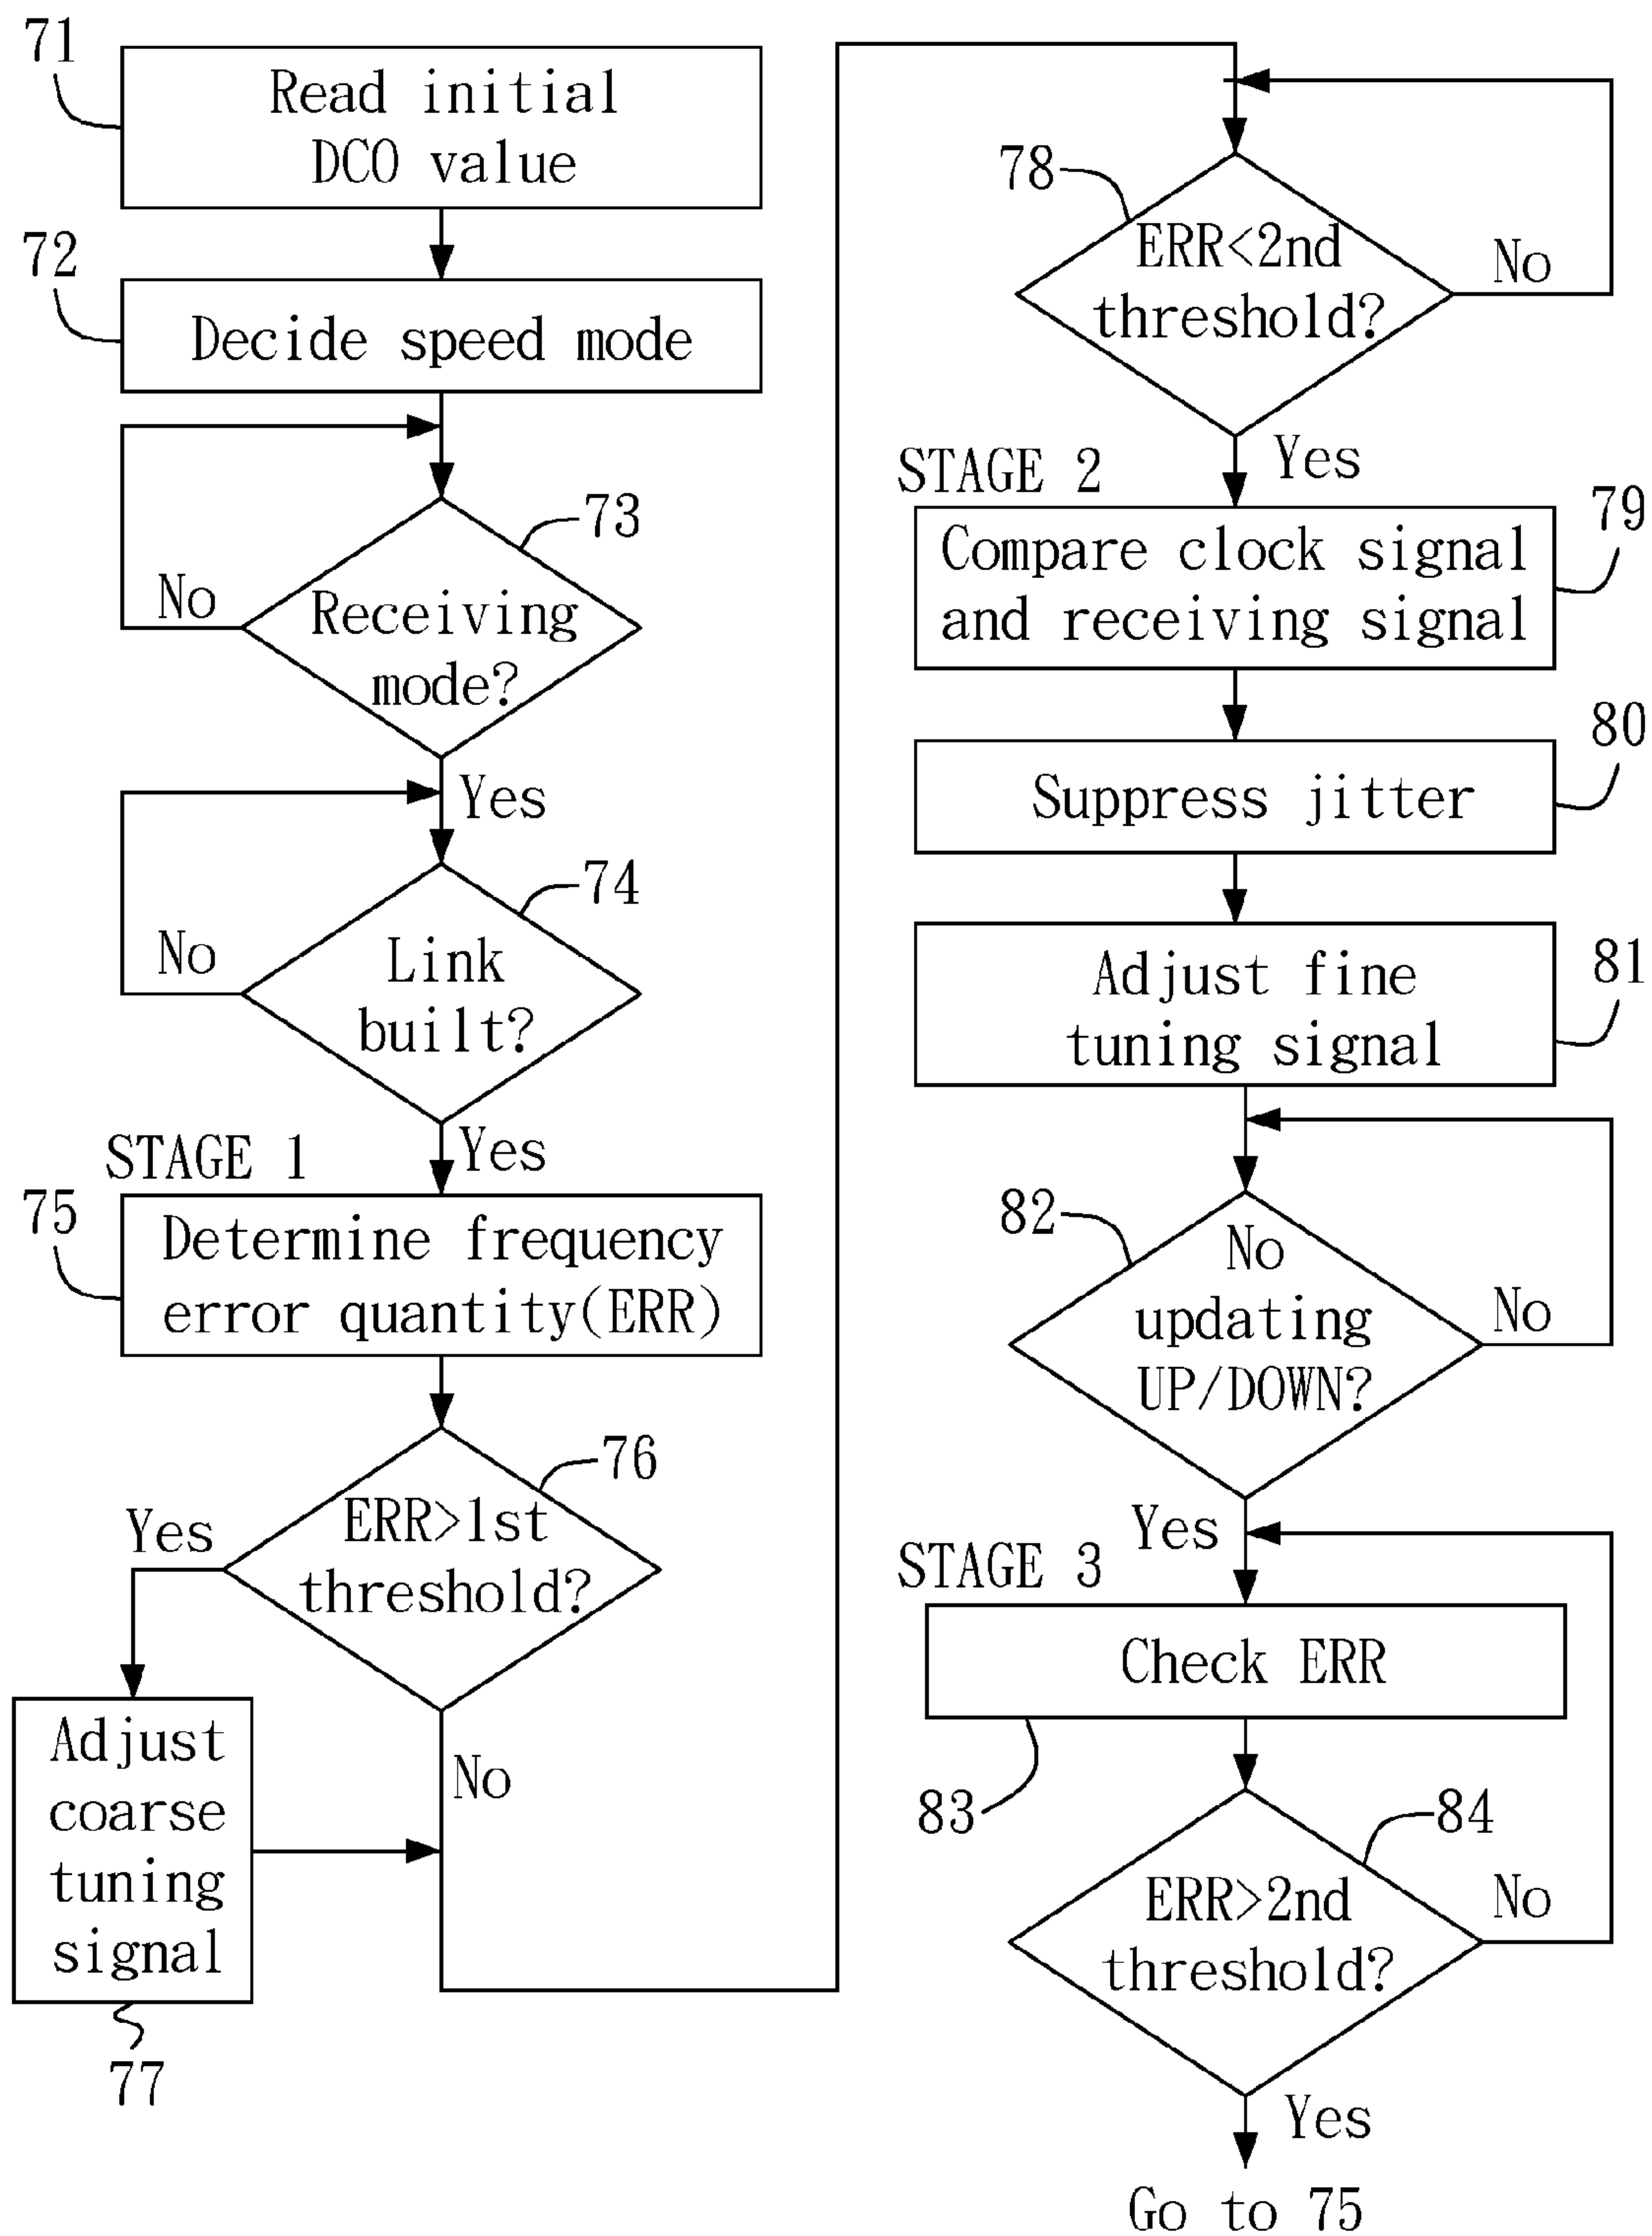 71
Read initial
DCO value
72
Decide speed mode
73
No
Receiving
mode?
Yes
74
No
Link
built?
STAGE 1
Yes
75
Determine frequency
error quantity(ERR)
76
Yes
ERR>1st
threshold?
Adjust
coarse
tuning
signal
No
77
78
ERR<2nd
threshold?
No
STAGE 2
Yes
79
Compare clock signal
and receiving signal
80
Suppress jitter
81
Adjust fine
tuning signal
82
No
updating
UP/DOWN?
No
Yes
STAGE 3
Check ERR
83
84
ERR>2nd
threshold?
No
Yes
Go to 75